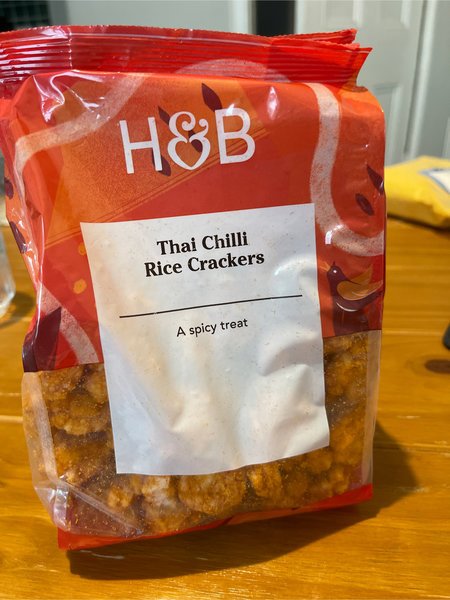 H&B
Thai Chilli
Rice Crackers
A spicy treat